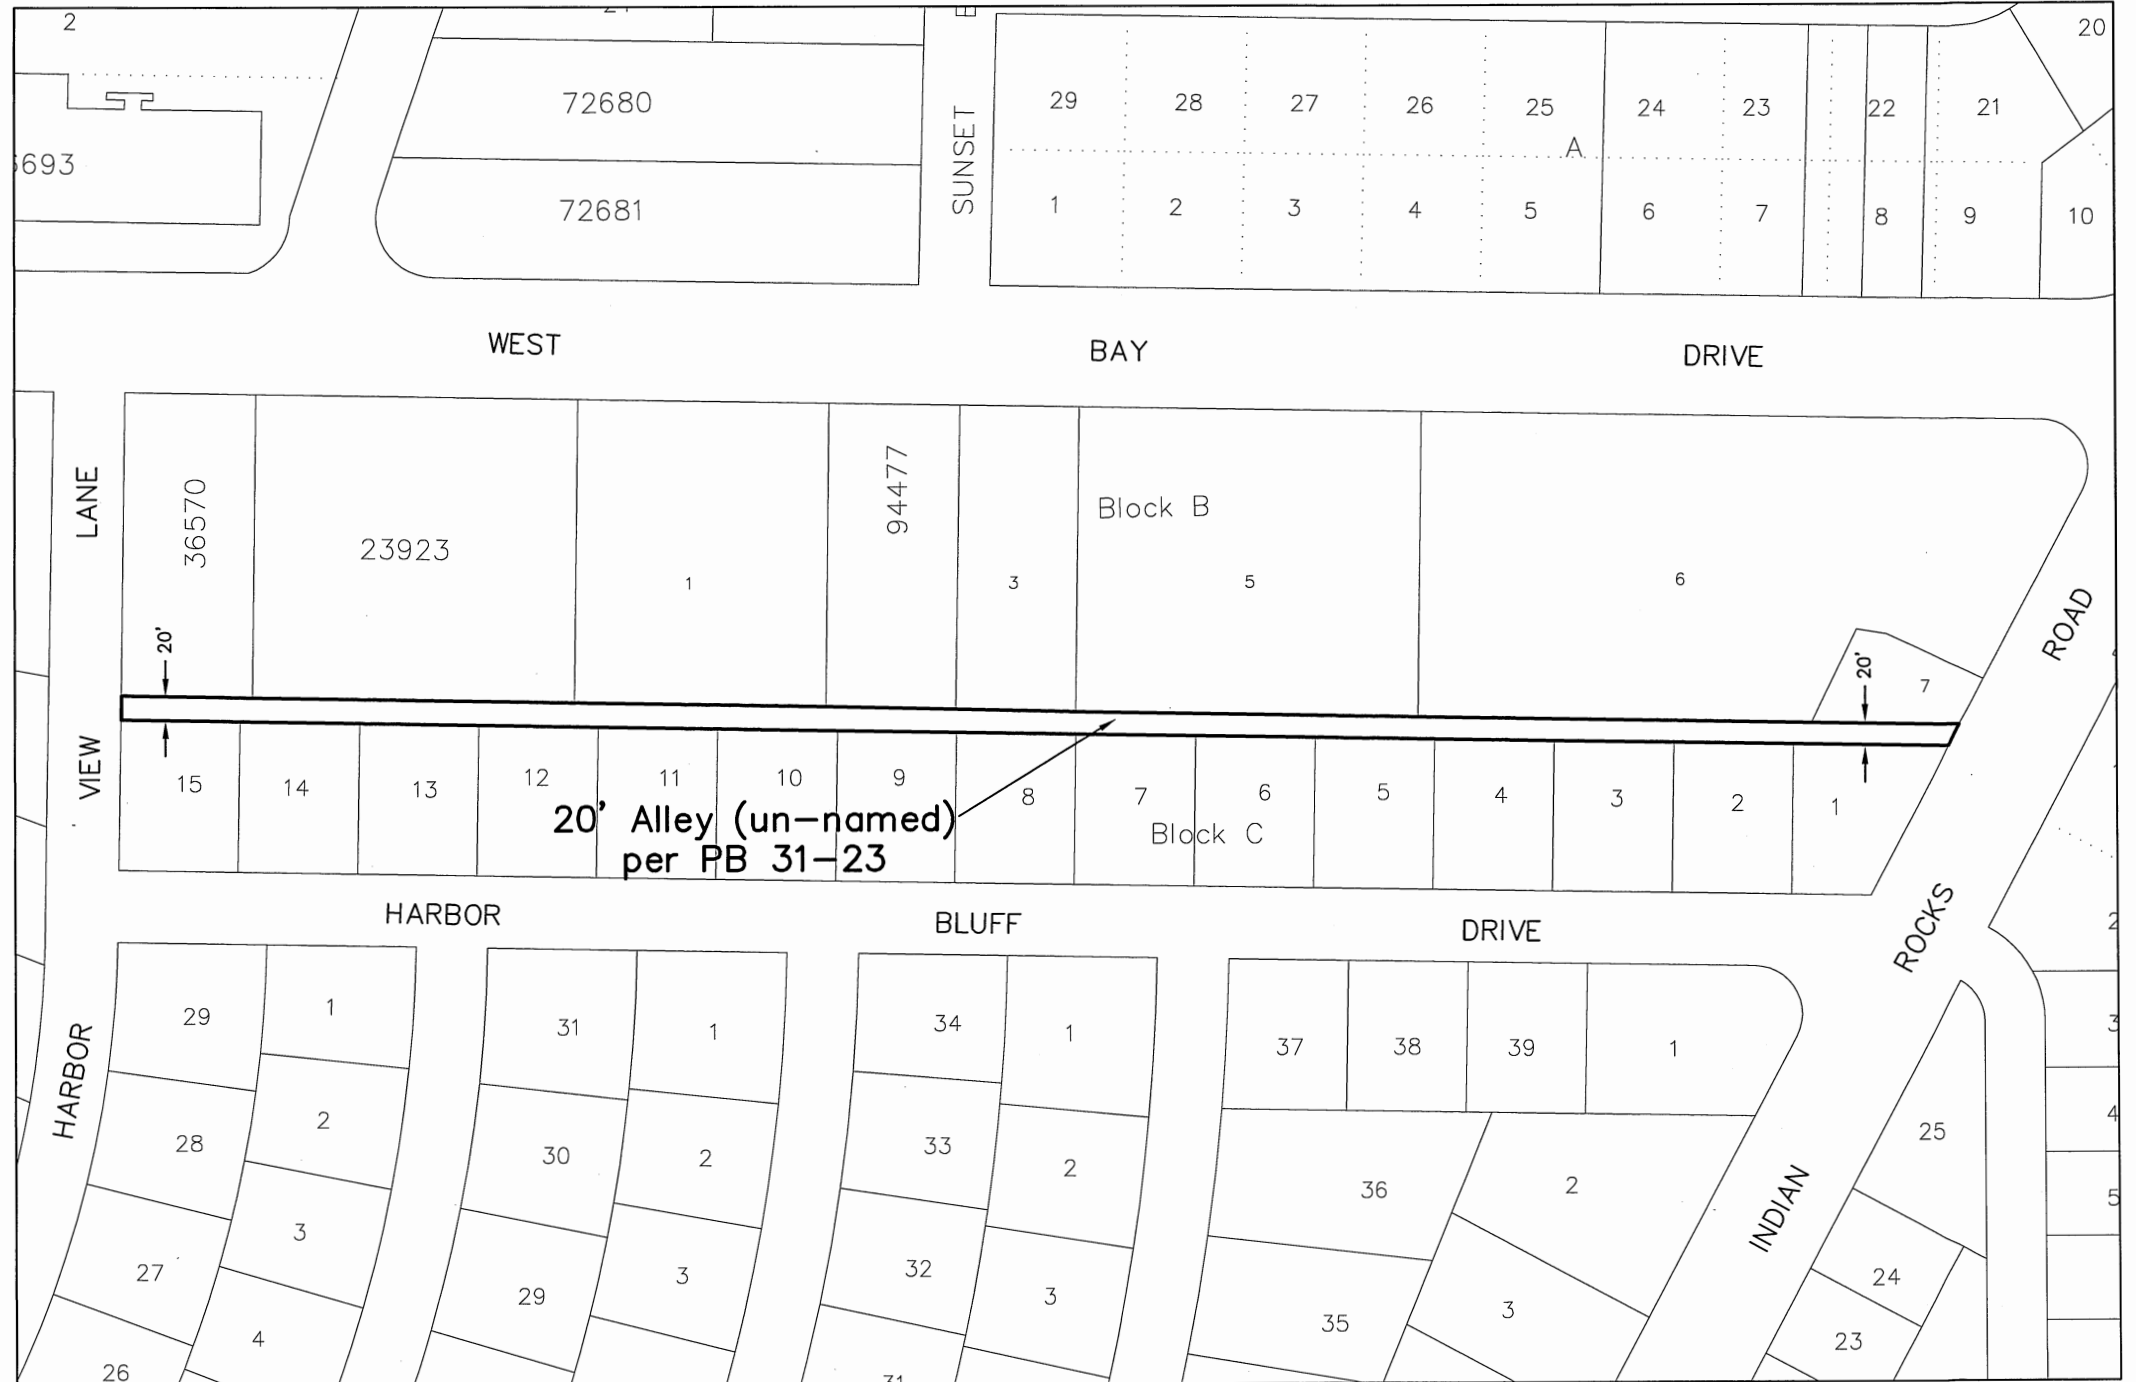 2
20
72680
29 28 27 26 25 24 23 22 21
A
72681
SUNSET
1 2 3 4 5 6 7 8 9 10
WEST BAY DRIVE
LANE
36570
23923
1
94477
3
Block B
5
6
7
20'
20'
ROAD
VIEW
15 14 13 12 11 10 9 8 7 6 5 4 3 2 1
20' Alley (un-named)
per PB 31-23
Block C
HARBOR BLUFF DRIVE
ROCKS
HARBOR
INDIAN
29 1 31 1 34 1 37 38 39 1
28 2 30 2 33 2 36 2 25
27 3 29 3 32 3 35 3 24
26 4 23
2
3
4
5